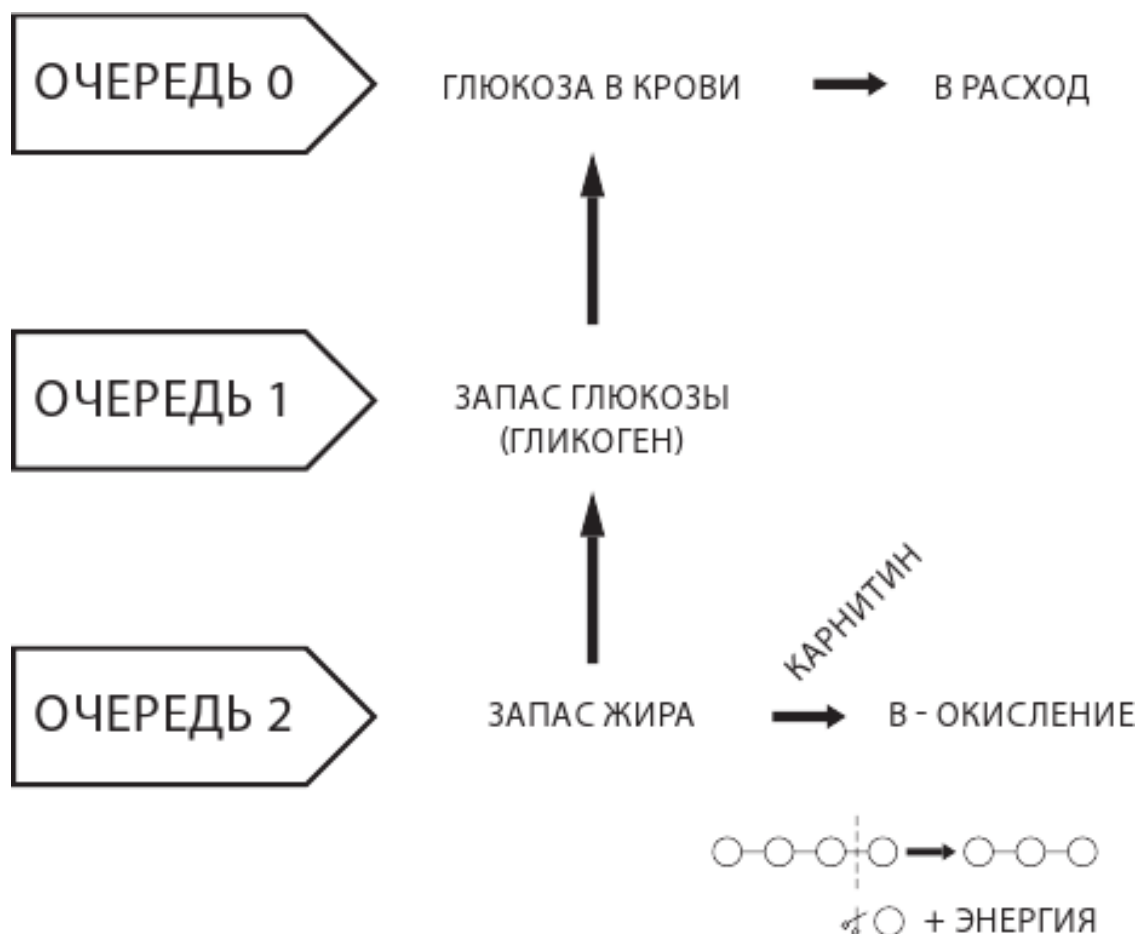 ОЧЕРЕДЬ 0
ГЛЮКОЗА В КРОВИ
В РАСХОД
ОЧЕРЕДЬ 1
ЗАПАС ГЛЮКОЗЫ
(ГЛИКОГЕН)
КАРНИТИН
ОЧЕРЕДЬ 2
ЗАПАС ЖИРА
В - ОКИСЛЕНИЕ
+ ЭНЕРГИЯ